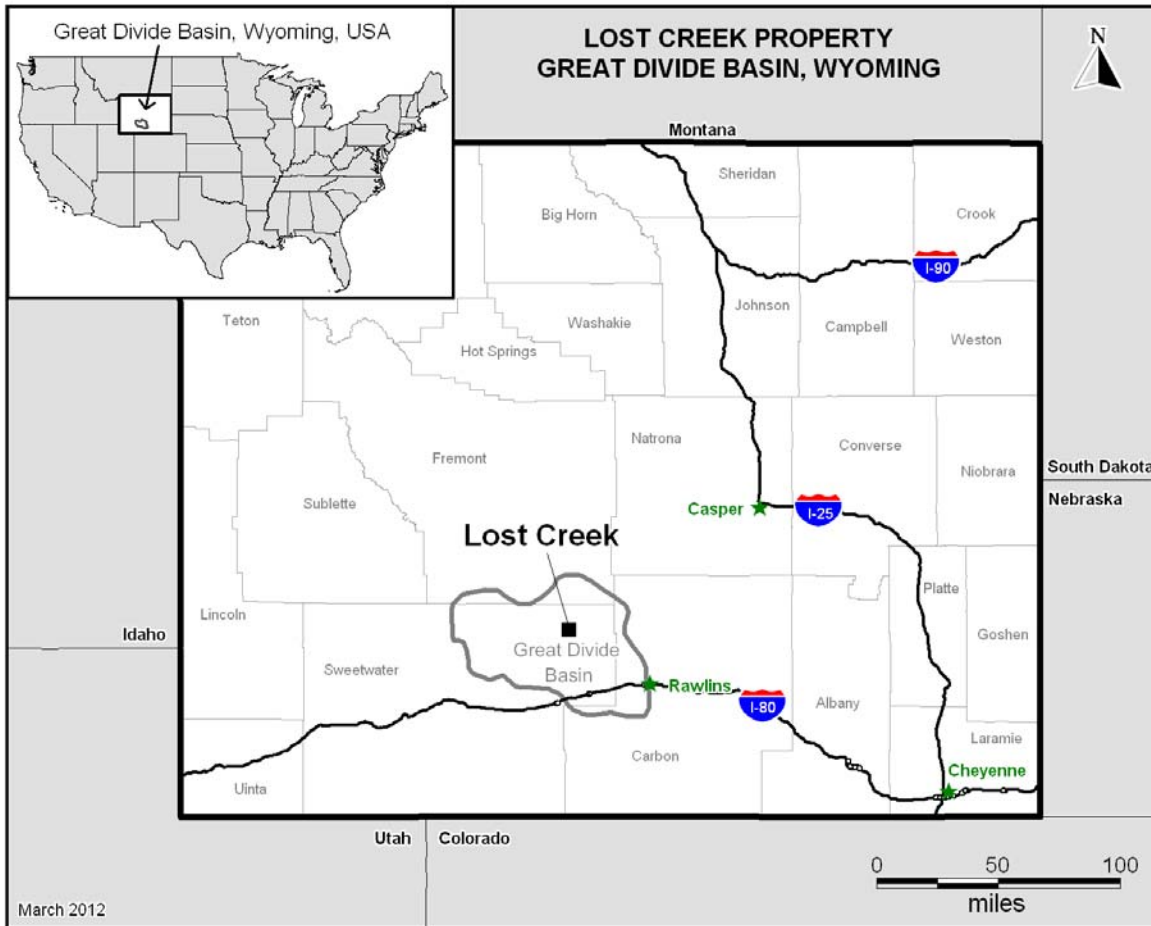 Great Divide Basin, Wyoming, USA
LOST CREEK PROPERTY
GREAT DIVIDE BASIN, WYOMING
N
Montana
Sheridan
Big Horn
Crook
I-90
Teton
Washakie
Johnson
Campbell
Weston
Hot Springs
Natrona
Converse
Fremont
Niobrara
South Dakota
Nebraska
Sublette
Casper
I-25
Lost Creek
Platte
Lincoln
Goshen
Idaho
Great Divide
Basin
Sweetwater
Rawlins
I-80
Albany
Laramie
Carbon
Cheyenne
Uinta
Utah
Colorado
0 50 100
miles
March 2012